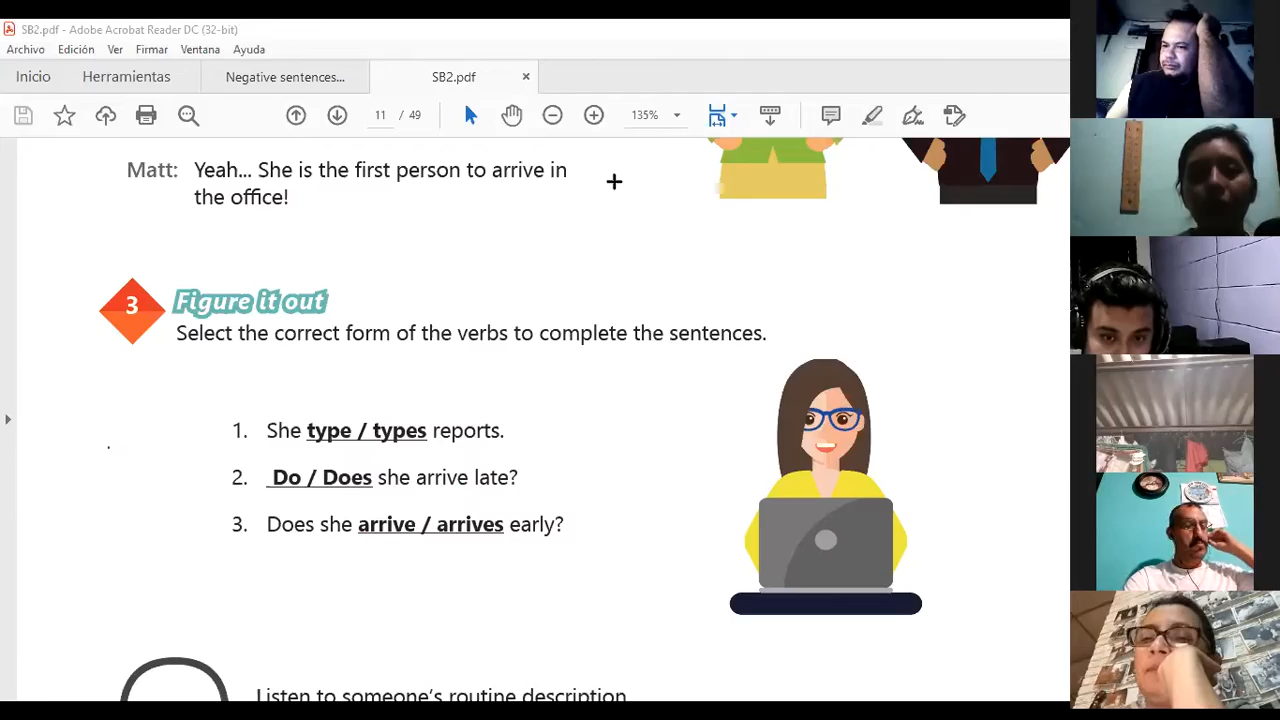 SB2.pdf - Adobe Acrobat Reader DC (32-bit)
Archivo Edición Ver Firmar Ventana Ayuda
Inicio Herramientas Negative sentences... SB2.pdf ×
11 / 49 135%
Matt: Yeah... She is the first person to arrive in
the office!
3 Figure it out
Select the correct form of the verbs to complete the sentences.
1. She type / types reports.
2. Do / Does she arrive late?
3. Does she arrive / arrives early?
Listen to someone's routine description